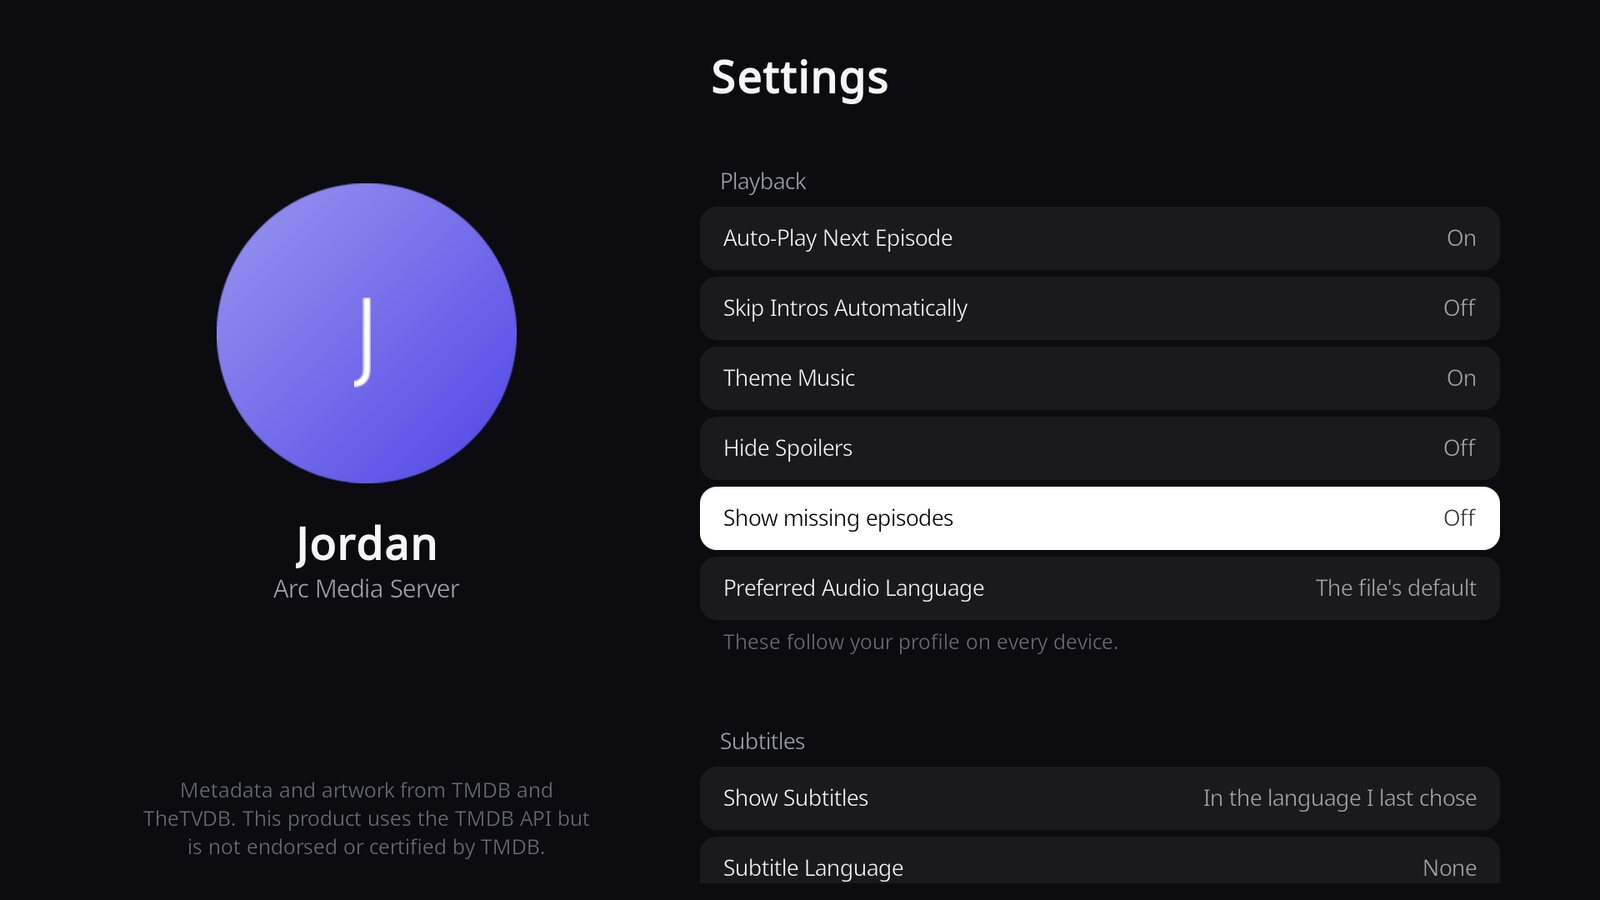 Settings
J
Jordan
Arc Media Server
Metadata and artwork from TMDB and
TheTVDB. This product uses the TMDB API but
is not endorsed or certified by TMDB.
Playback
Auto-Play Next Episode On
Skip Intros Automatically Off
Theme Music On
Hide Spoilers Off
Show missing episodes Off
Preferred Audio Language The file's default
These follow your profile on every device.
Subtitles
Show Subtitles In the language I last chose
Subtitle Language None